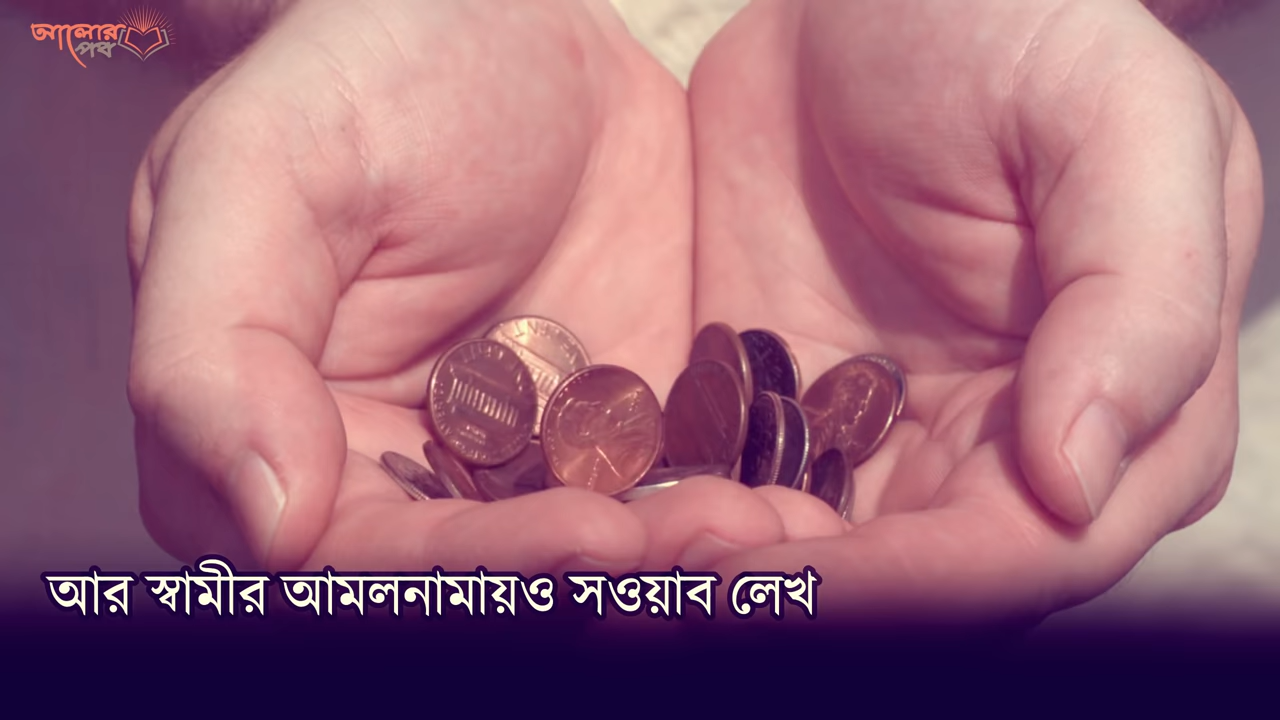 আলোর
পথ
আর স্বামীর আমলনামায়ও সওয়াব লেখ